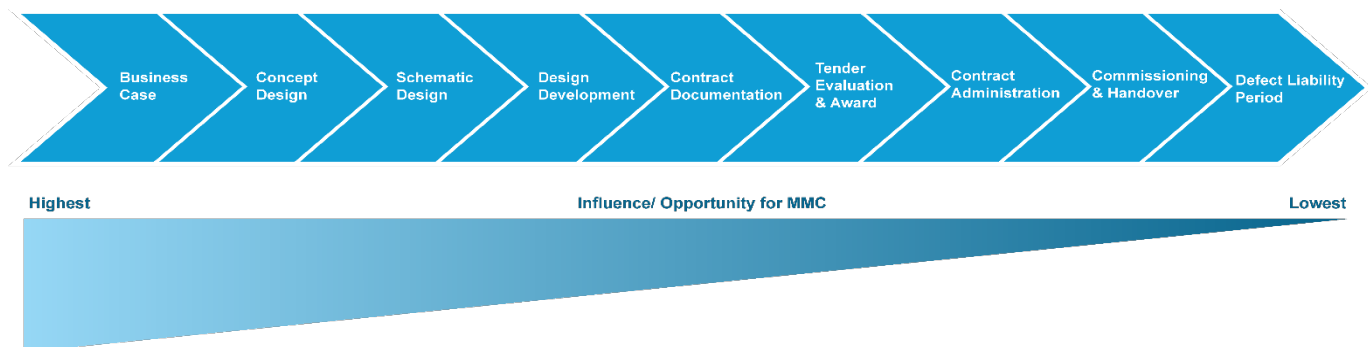 Business
Case
Concept
Design
Schematic
Design
Design
Development
Contract
Documentation
Tender
Evaluation
& Award
Contract
Administration
Commissioning
& Handover
Defect Liability
Period
Highest
Influence/ Opportunity for MMC
Lowest